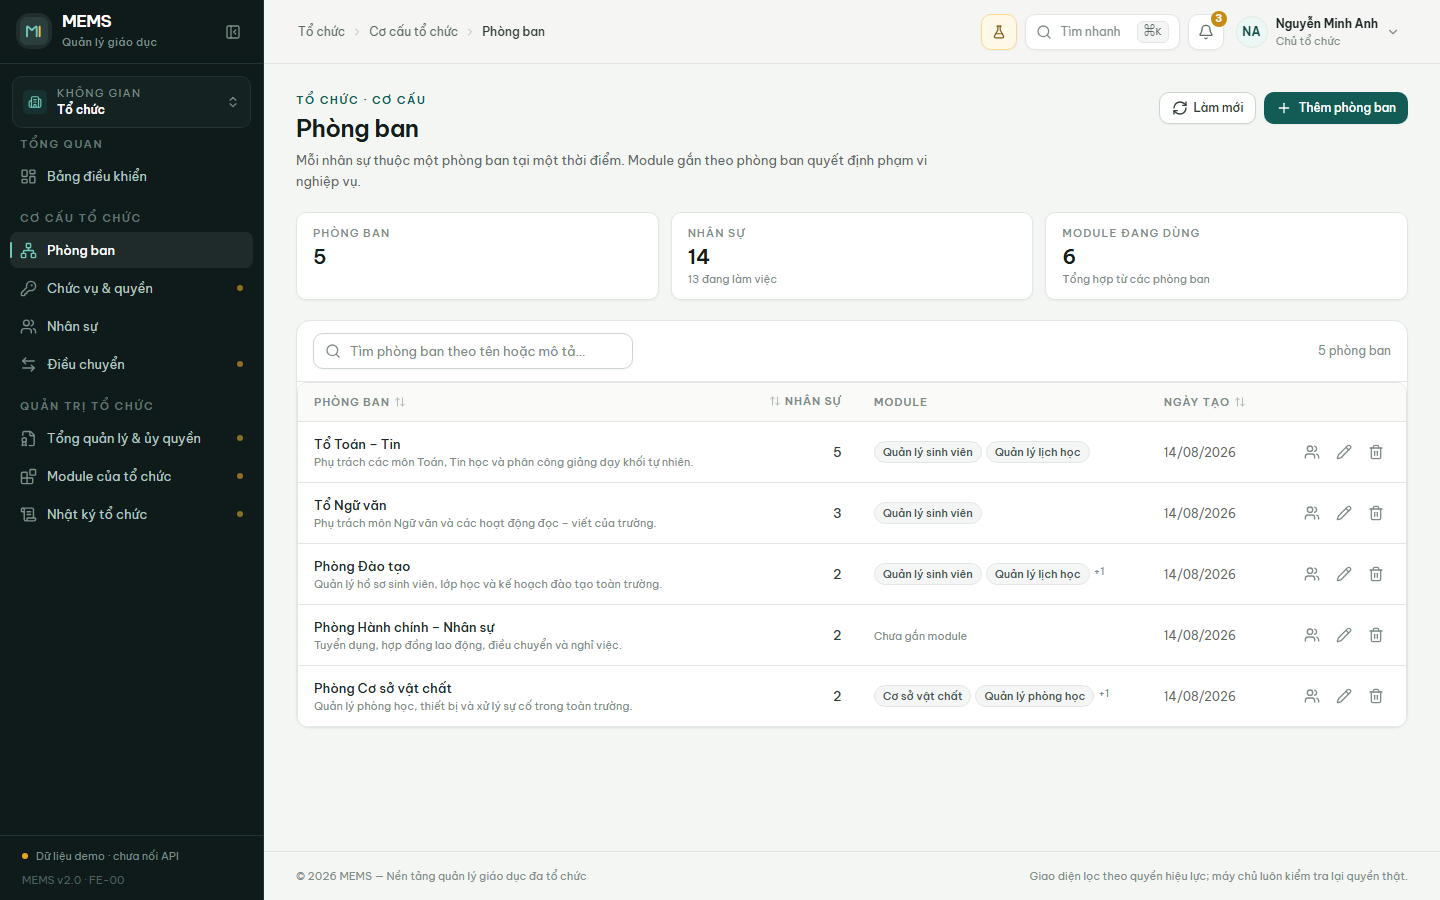 MEMS
Quản lý giáo dục
KHÔNG GIAN
Tổ chức
TỔNG QUAN
Bảng điều khiển
CƠ CẤU TỔ CHỨC
Phòng ban
Chức vụ & quyền
Nhân sự
Điều chuyển
QUẢN TRỊ TỔ CHỨC
Tổng quản lý & ủy quyền
Module của tổ chức
Nhật ký tổ chức
Dữ liệu demo · chưa nối API
MEMS v2.0 · FE-00
Tổ chức › Cơ cấu tổ chức › Phòng ban
Tìm nhanh ⌘K
3
NA
Nguyễn Minh Anh
Chủ tổ chức
TỔ CHỨC · CƠ CẤU
Phòng ban
Mỗi nhân sự thuộc một phòng ban tại một thời điểm. Module gắn theo phòng ban quyết định phạm vi
nghiệp vụ.
Làm mới
Thêm phòng ban
PHÒNG BAN
5
NHÂN SỰ
14
13 đang làm việc
MODULE ĐANG DÙNG
6
Tổng hợp từ các phòng ban
Tìm phòng ban theo tên hoặc mô tả...
5 phòng ban
PHÒNG BAN NHÂN SỰ MODULE NGÀY TẠO
Tổ Toán – Tin
Phụ trách các môn Toán, Tin học và phân công giảng dạy khối tự nhiên.
5 Quản lý sinh viên Quản lý lịch học 14/08/2026
Tổ Ngữ văn
Phụ trách môn Ngữ văn và các hoạt động đọc – viết của trường.
3 Quản lý sinh viên 14/08/2026
Phòng Đào tạo
Quản lý hồ sơ sinh viên, lớp học và kế hoạch đào tạo toàn trường.
2 Quản lý sinh viên Quản lý lịch học +1 14/08/2026
Phòng Hành chính – Nhân sự
Tuyển dụng, hợp đồng lao động, điều chuyển và nghỉ việc.
2 Chưa gắn module 14/08/2026
Phòng Cơ sở vật chất
Quản lý phòng học, thiết bị và xử lý sự cố trong toàn trường.
2 Cơ sở vật chất Quản lý phòng học +1 14/08/2026
© 2026 MEMS — Nền tảng quản lý giáo dục đa tổ chức
Giao diện lọc theo quyền hiệu lực; máy chủ luôn kiểm tra lại quyền thật.